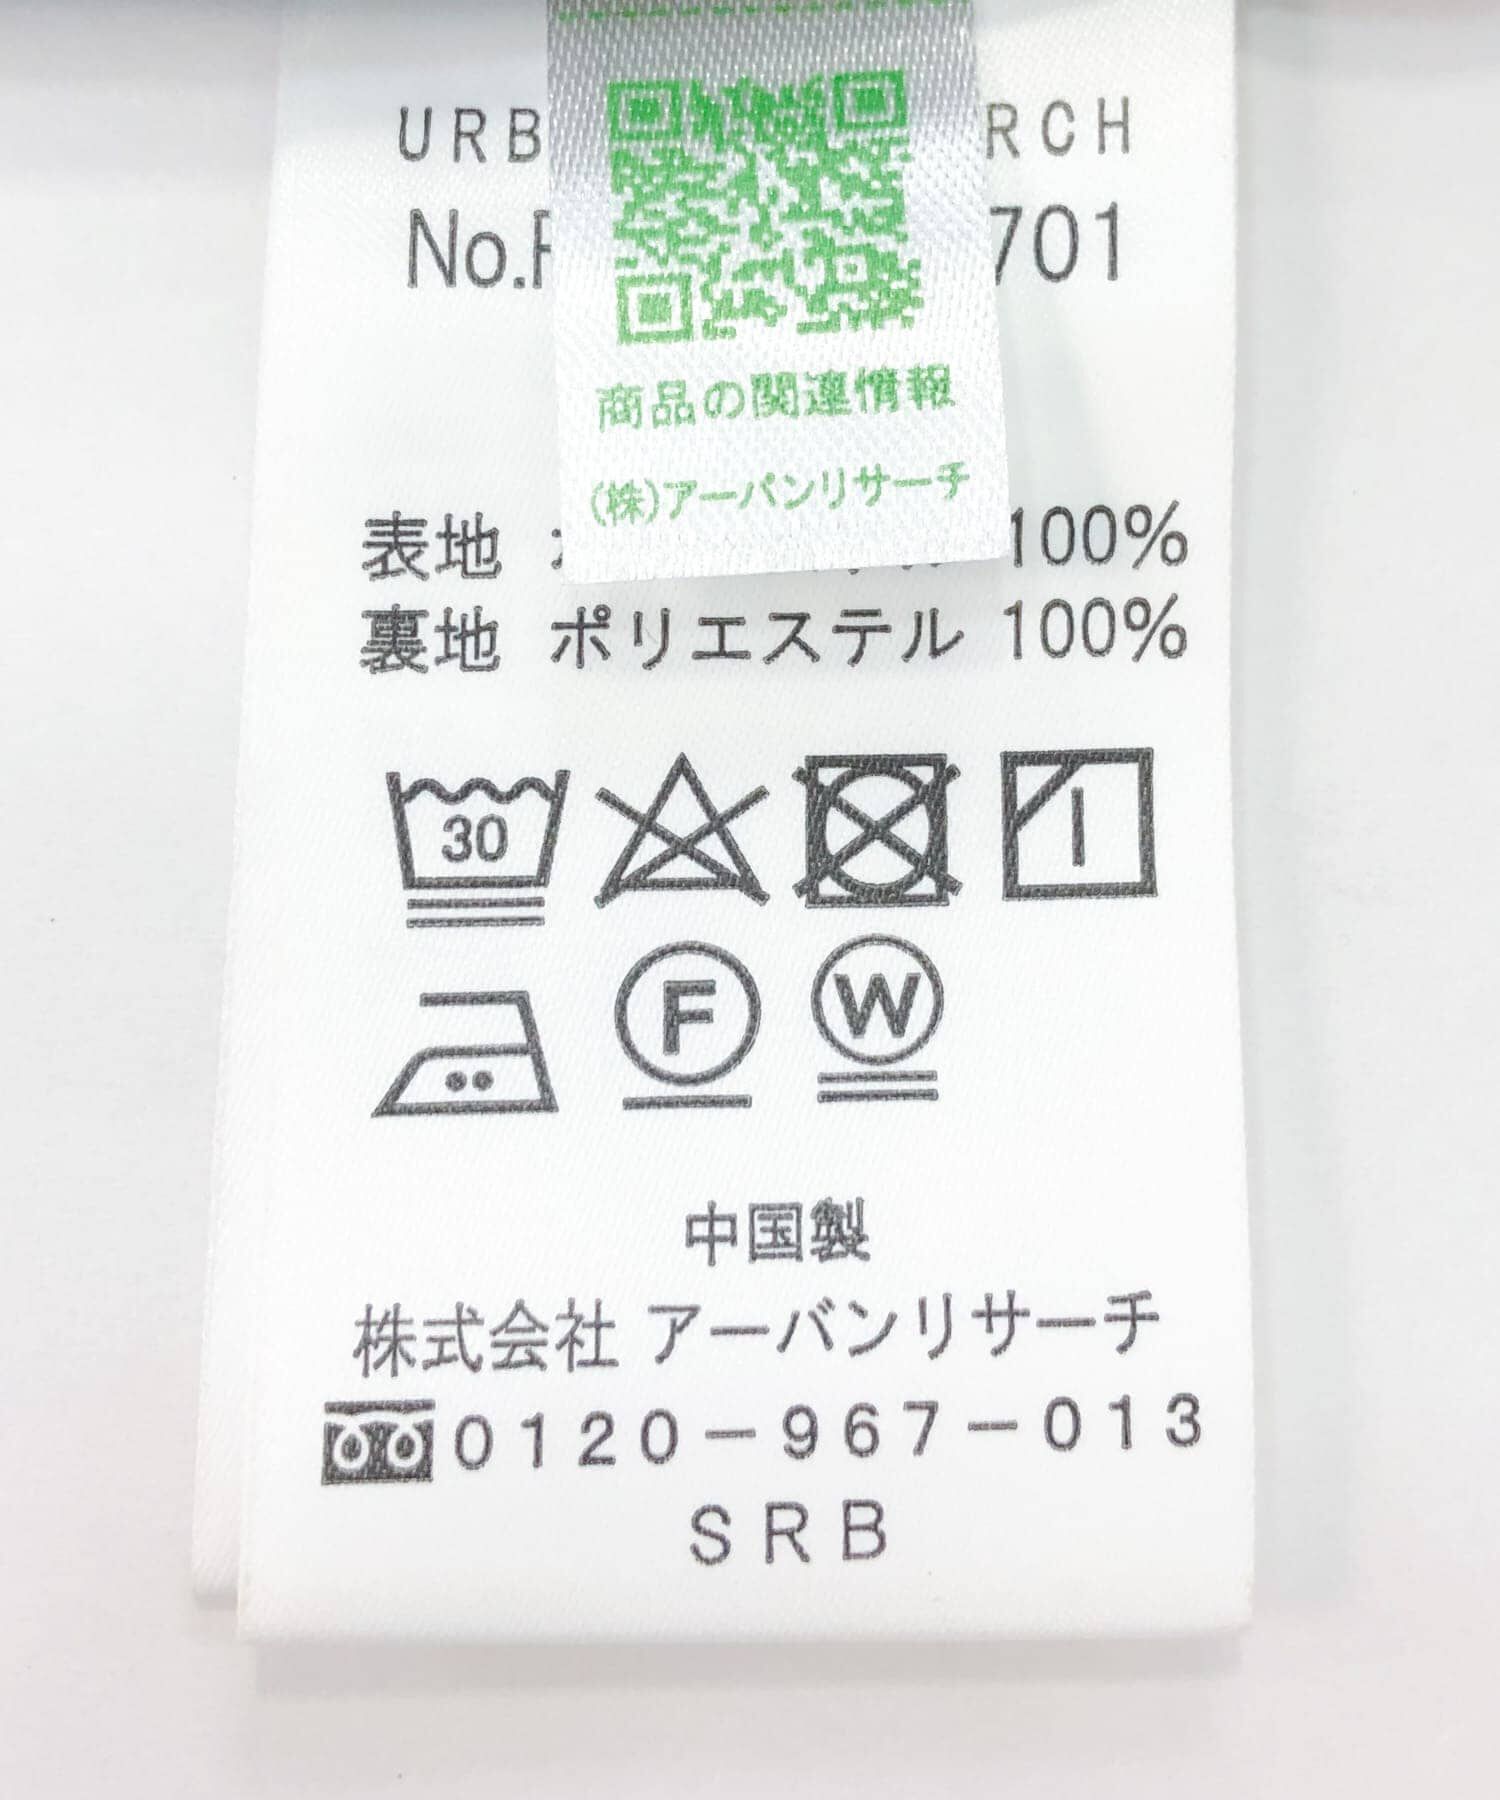 URB
RCH
No.
701
商品の関連情報
(株)アーバンリサーチ
表地 100%
裏地 ポリエステル 100%
30
F
W
中国製
株式会社 アーバンリサーチ
0120-967-013
SRB